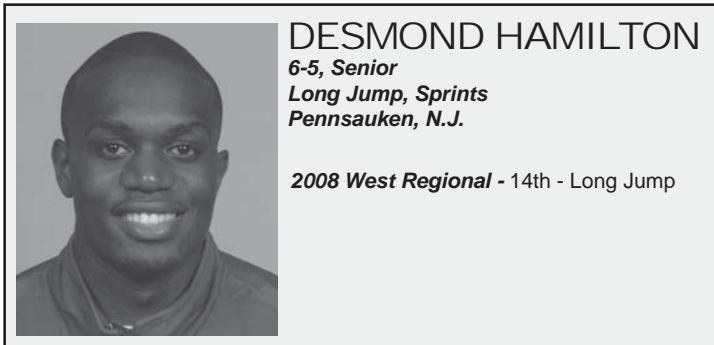 DESMOND HAMILTON
6-5, Senior
Long Jump, Sprints
Pennsauken, N.J.
2008 West Regional - 14th - Long Jump